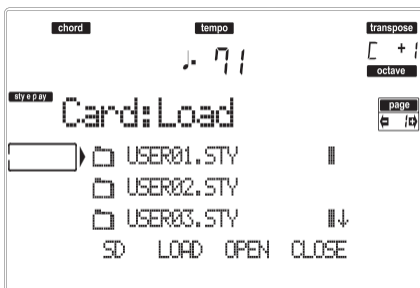 chord tempo transpose
♩. 71 [ +1
octave
style play
Card:Load
page
1
USER01.STY
USER02.STY
USER03.STY
SD LOAD OPEN CLOSE